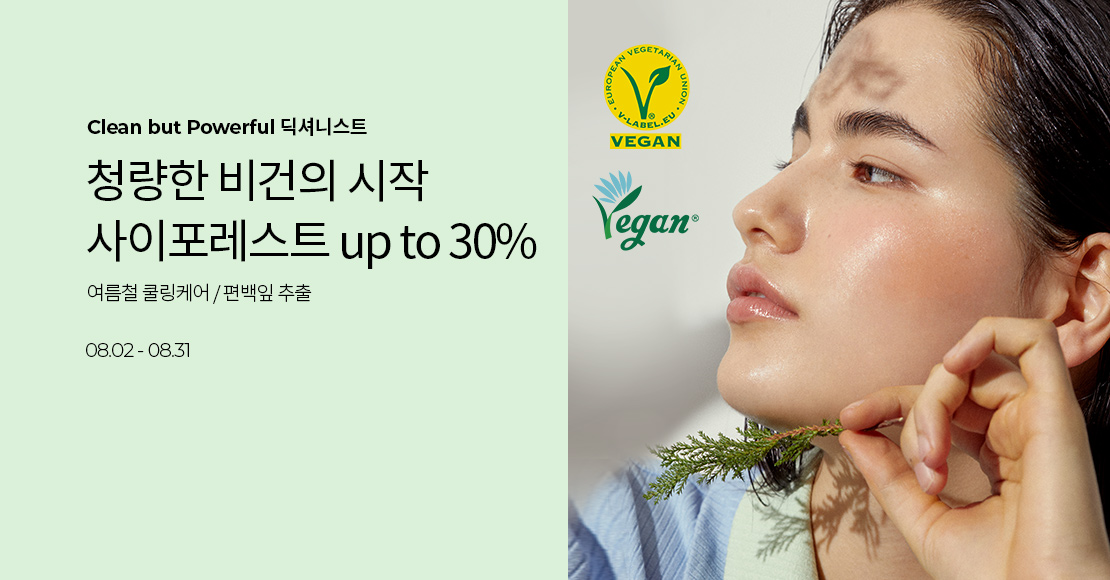 Clean but Powerful 딕셔니스트
청량한 비건의 시작
사이포레스트 up to 30%
여름철 쿨링케어 / 편백잎 추출
08.02 - 08.31
EUROPEAN VEGETARIAN UNION
• V-LABEL.EU •
®
VEGAN
Vegan®